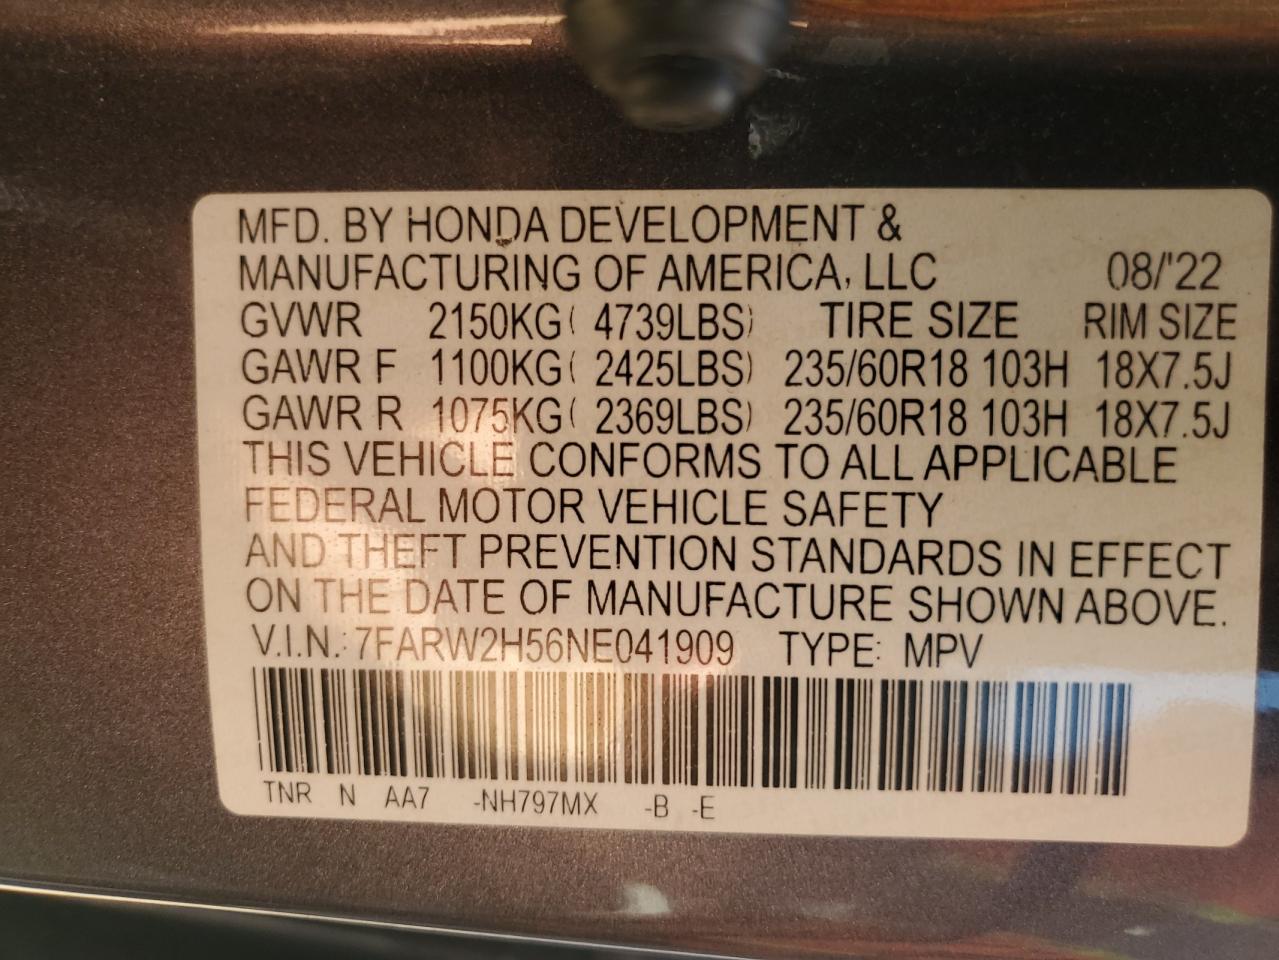 MFD. BY HONDA DEVELOPMENT &
MANUFACTURING OF AMERICA, LLC 08/'22
GVWR 2150KG( 4739LBS) TIRE SIZE RIM SIZE
GAWR F 1100KG( 2425LBS) 235/60R18 103H 18X7.5J
GAWR R 1075KG( 2369LBS) 235/60R18 103H 18X7.5J
THIS VEHICLE CONFORMS TO ALL APPLICABLE
FEDERAL MOTOR VEHICLE SAFETY
AND THEFT PREVENTION STANDARDS IN EFFECT
ON THE DATE OF MANUFACTURE SHOWN ABOVE.
V.I.N.: 7FARW2H56NE041909 TYPE: MPV
TNR N AA7 -NH797MX -B -E